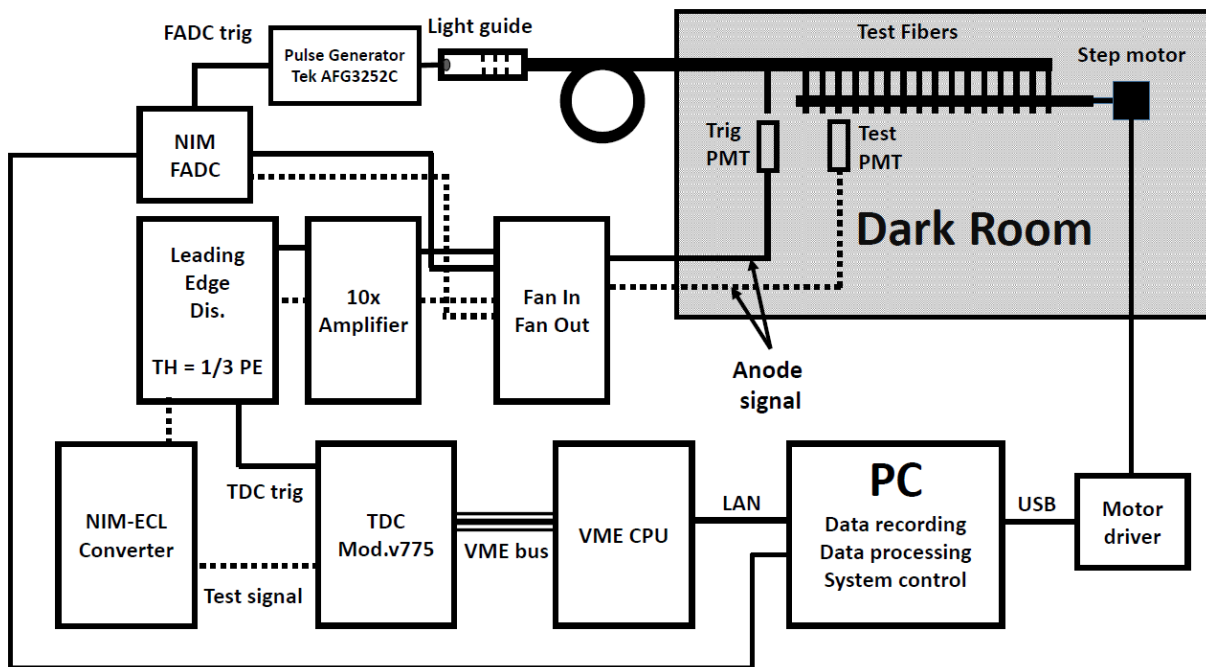 FADC trig
Light guide
Pulse Generator
Tek AFG3252C
Test Fibers
Step motor
NIM
FADC
Trig
PMT
Test
PMT
Dark Room
Leading
Edge
Dis.
TH = 1/3 PE
10x
Amplifier
Fan In
Fan Out
Anode
signal
NIM-ECL
Converter
TDC trig
Test signal
TDC
Mod.v775
VME bus
VME CPU
LAN
PC
Data recording
Data processing
System control
USB
Motor
driver